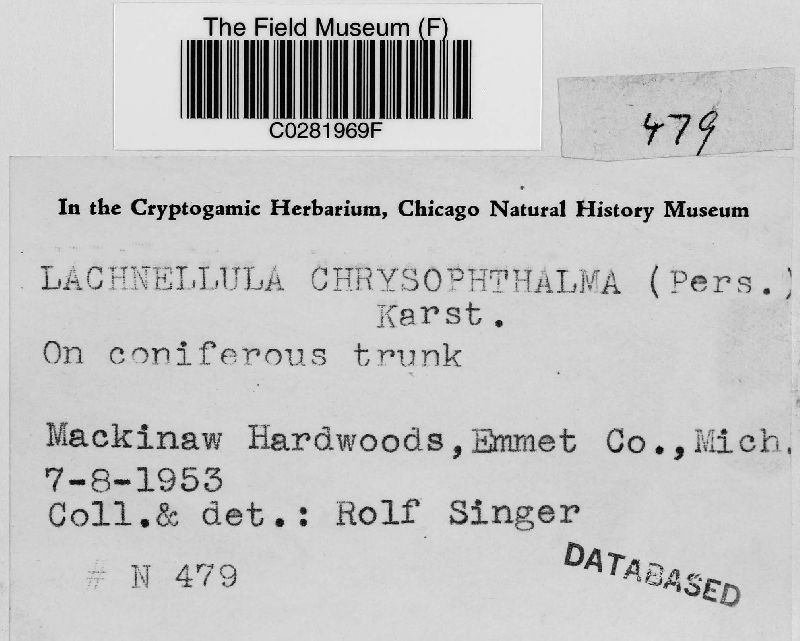 The Field Museum (F)
C0281969F
479
In the Cryptogamic Herbarium, Chicago Natural History Museum
LACHNELLULA CHRYSOPHTHALMA (Pers.)
Karst.
On coniferous trunk
Mackinaw Hardwoods,Emmet Co.,Mich.
7-8-1953
Coll.& det.: Rolf Singer
# N 479
DATABASED